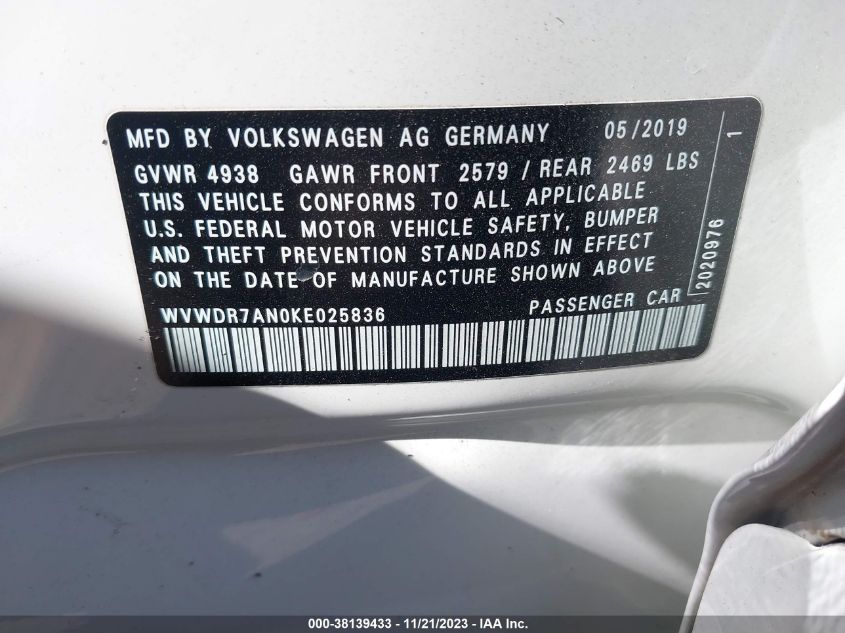 MFD BY VOLKSWAGEN AG GERMANY 05/2019
GVWR 4938 GAWR FRONT 2579 / REAR 2469 LBS
THIS VEHICLE CONFORMS TO ALL APPLICABLE
U.S. FEDERAL MOTOR VEHICLE SAFETY, BUMPER
AND THEFT PREVENTION STANDARDS IN EFFECT
ON THE DATE OF MANUFACTURE SHOWN ABOVE
WVWDR7AN0KE025836 PASSENGER CAR
2020976 1
000-38139433 - 11/21/2023 - IAA Inc.